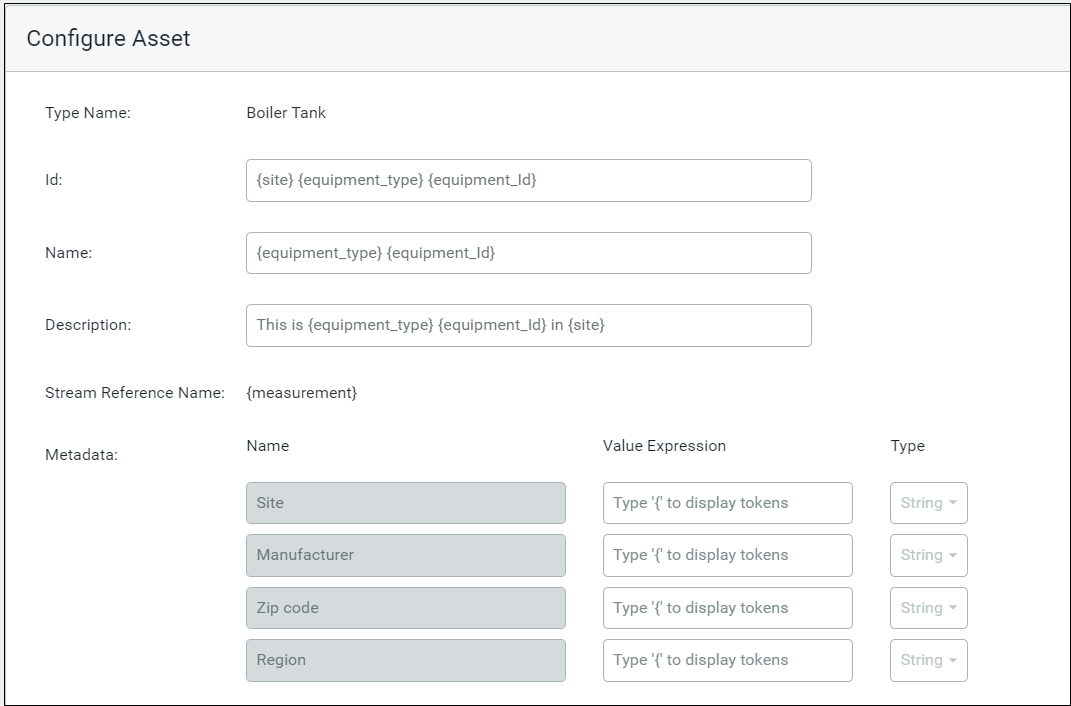 Configure Asset
Type Name: Boiler Tank
Id: {site} {equipment_type} {equipment_Id}
Name: {equipment_type} {equipment_Id}
Description: This is {equipment_type} {equipment_Id} in {site}
Stream Reference Name: {measurement}
Metadata: Name Value Expression Type
Site Type '{' to display tokens String
Manufacturer Type '{' to display tokens String
Zip code Type '{' to display tokens String
Region Type '{' to display tokens String